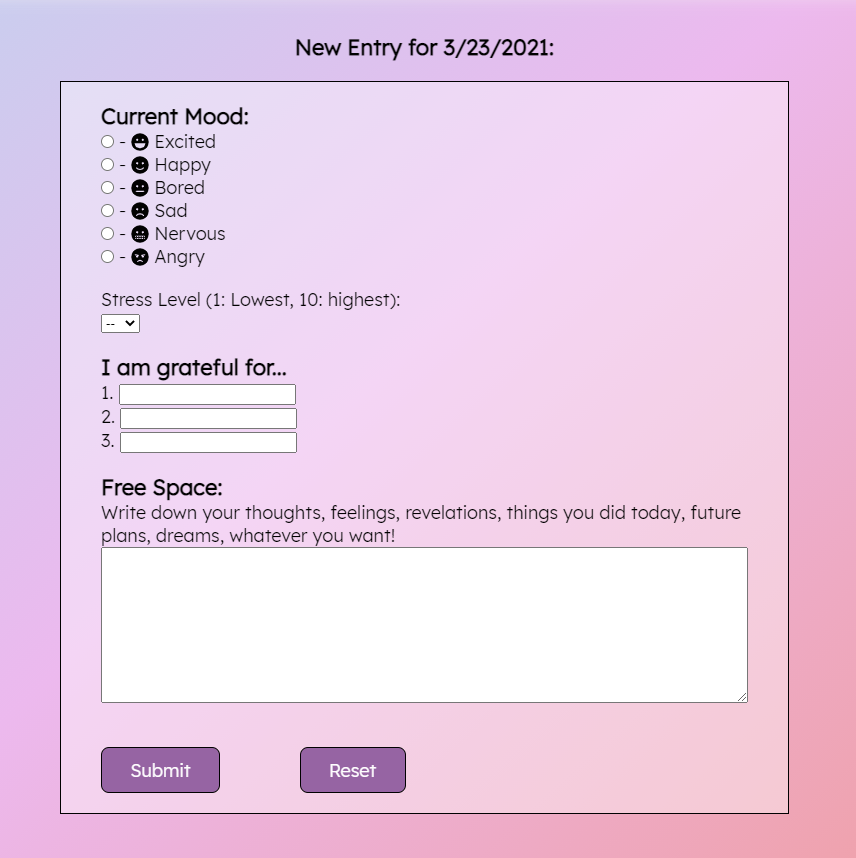 New Entry for 3/23/2021:
Current Mood:
- Excited
- Happy
- Bored
- Sad
- Nervous
- Angry
Stress Level (1: Lowest, 10: highest):
--
I am grateful for...
1.
2.
3.
Free Space:
Write down your thoughts, feelings, revelations, things you did today, future
plans, dreams, whatever you want!
Submit Reset